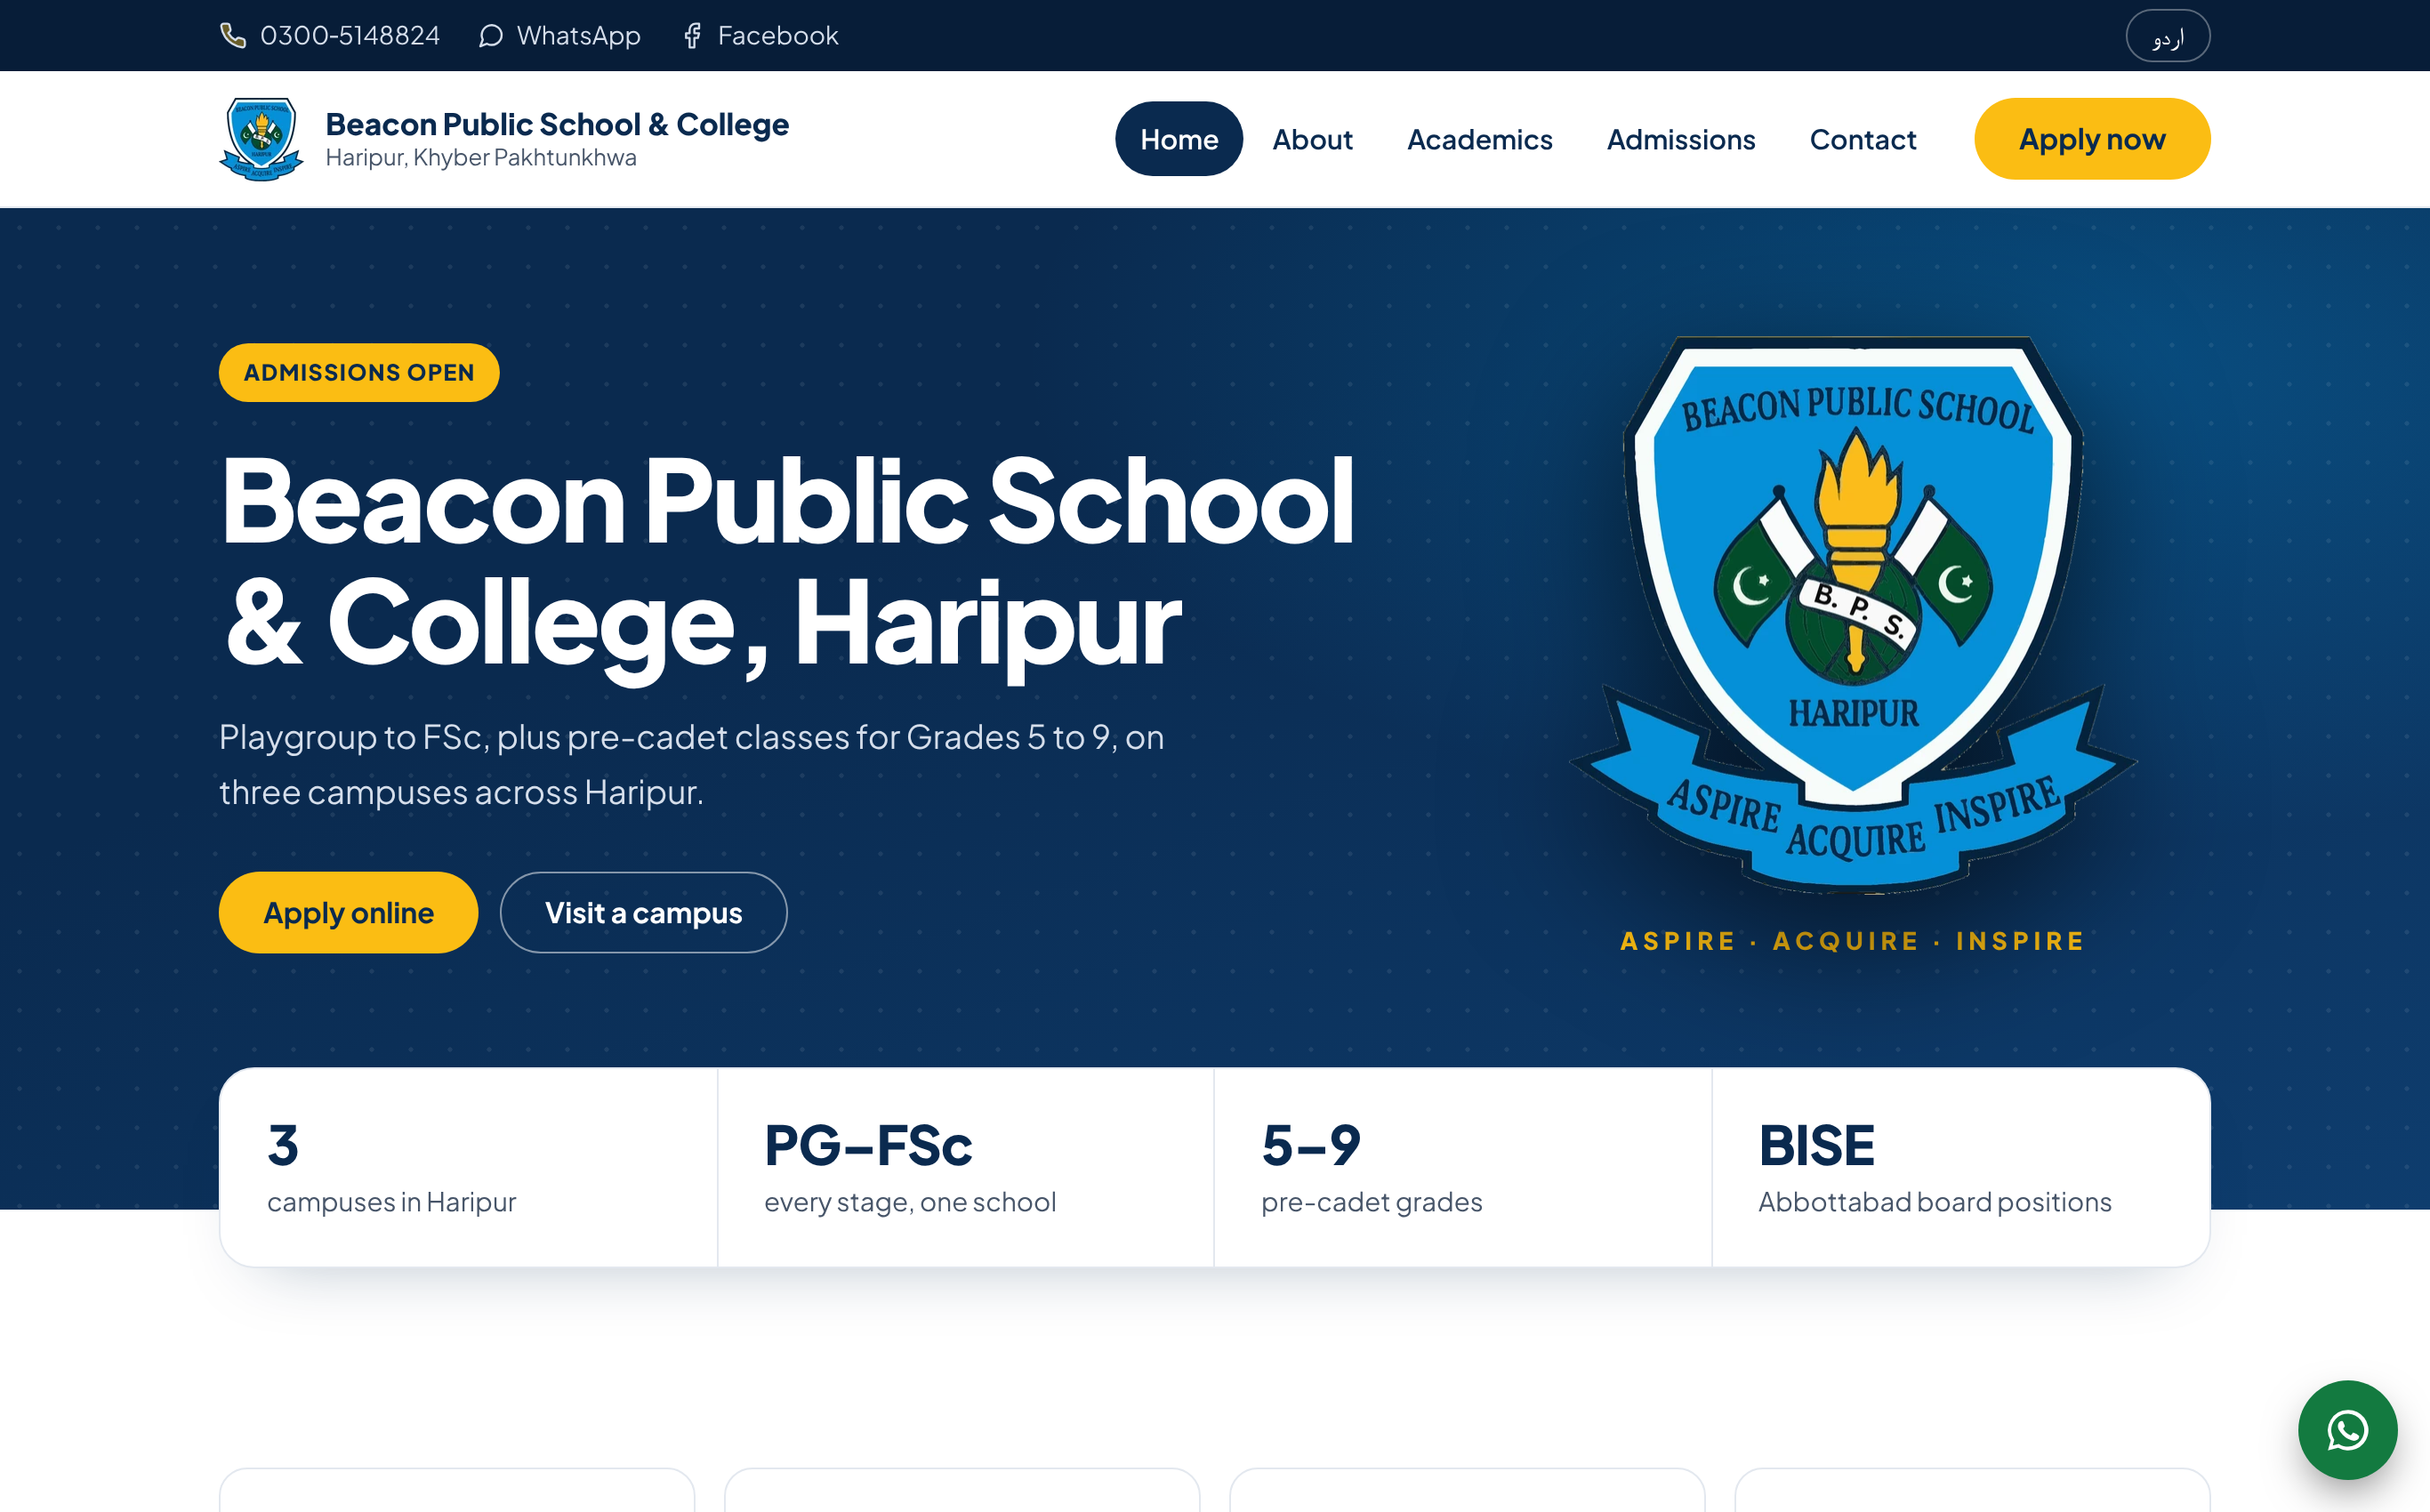 0300-5148824 WhatsApp Facebook اردو
Beacon Public School & College
Haripur, Khyber Pakhtunkhwa
Home About Academics Admissions Contact Apply now
ADMISSIONS OPEN
Beacon Public School
& College, Haripur
Playgroup to FSc, plus pre-cadet classes for Grades 5 to 9, on
three campuses across Haripur.
Apply online Visit a campus
BEACON PUBLIC SCHOOL
B. P. S.
HARIPUR
ASPIRE ACQUIRE INSPIRE
ASPIRE · ACQUIRE · INSPIRE
3
campuses in Haripur
PG–FSc
every stage, one school
5–9
pre-cadet grades
BISE
Abbottabad board positions